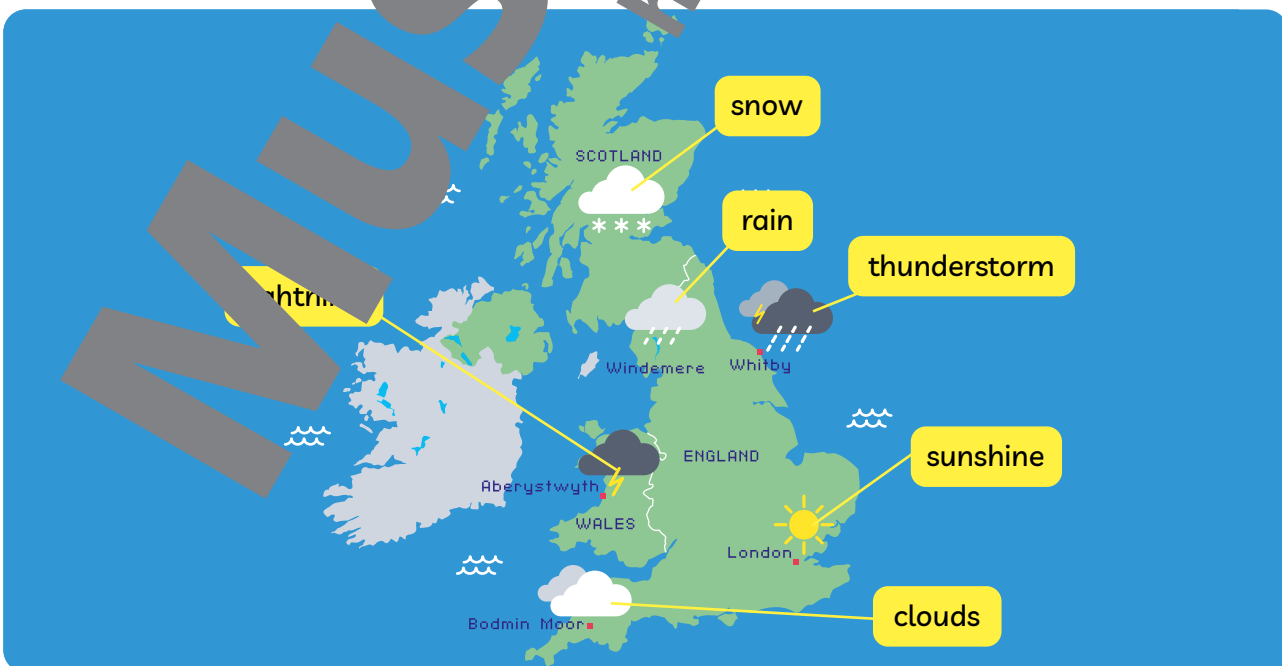 snow
SCOTLAND
rain
thunderstorm
Windemere
Whitby
ENGLAND
sunshine
Aberystwyth
WALES
London
clouds
Bodmin Moor